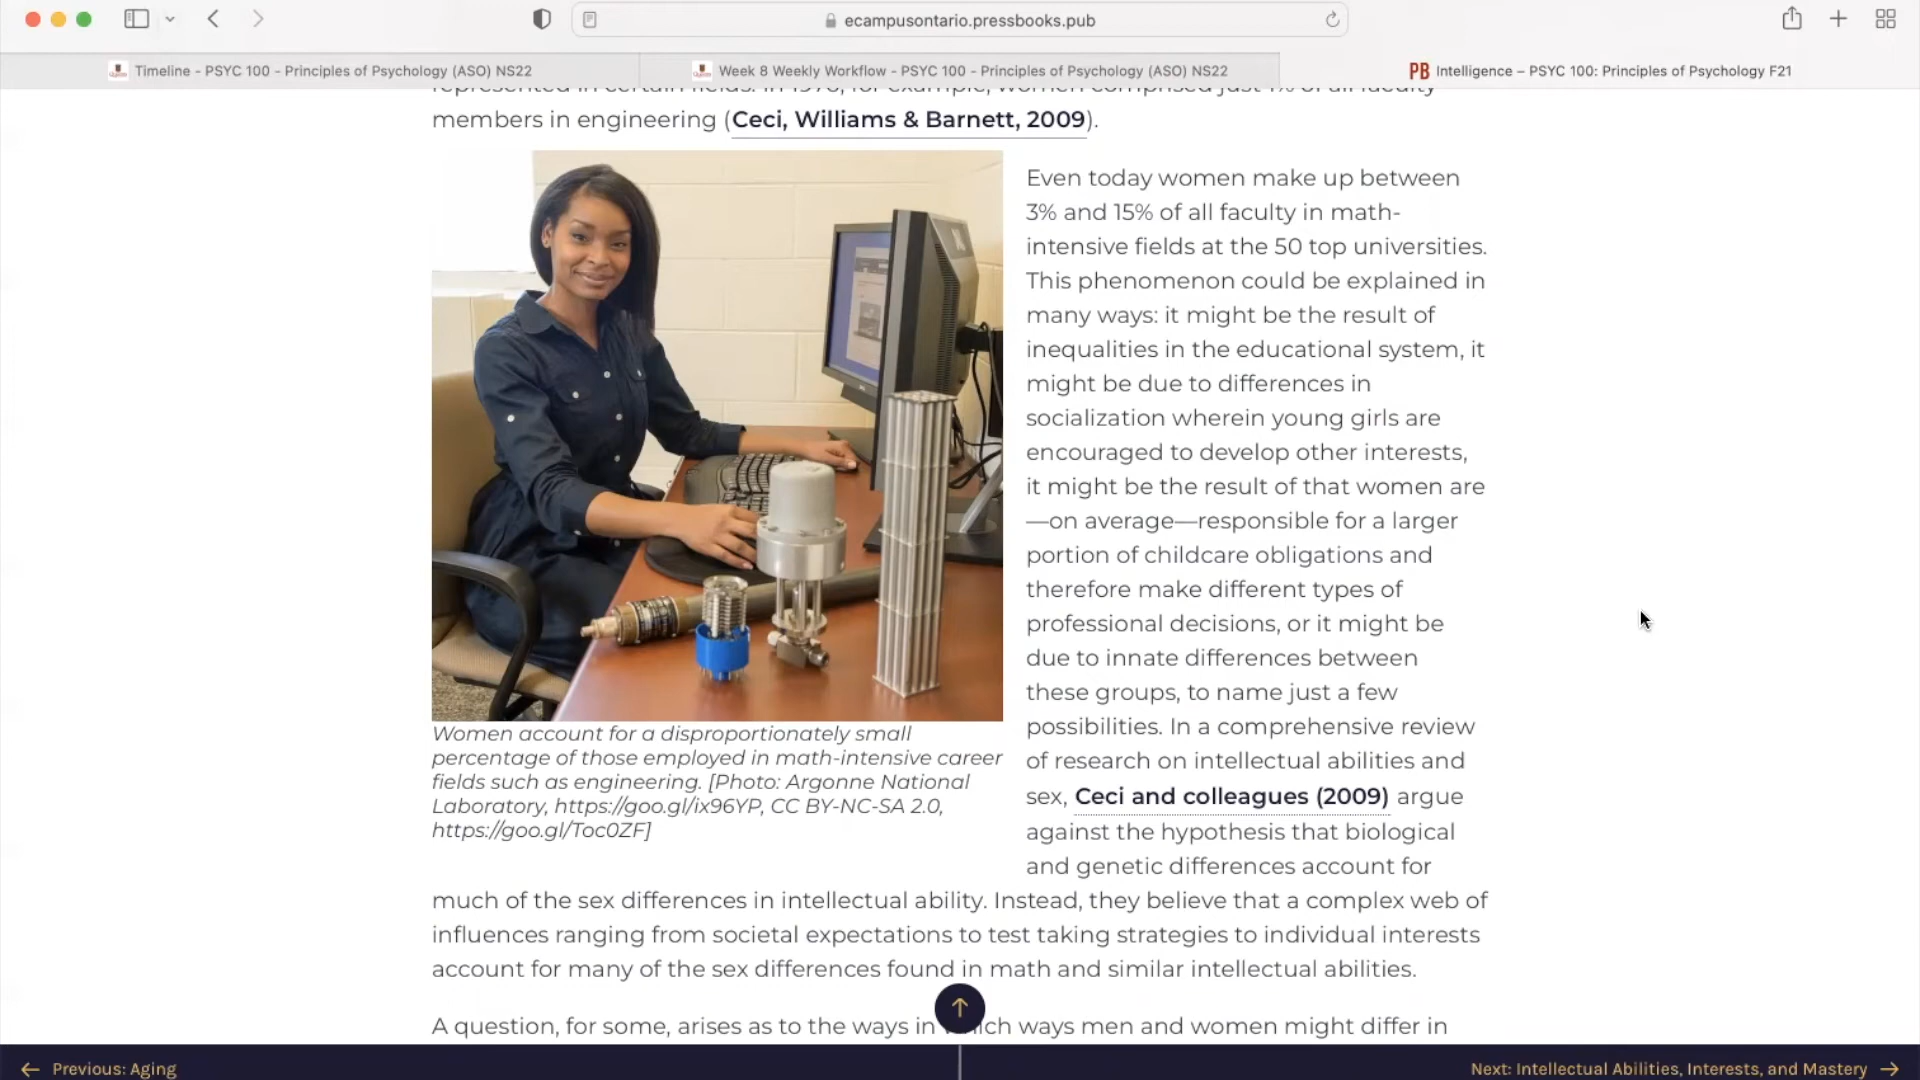 ecampusontario.pressbooks.pub
Timeline - PSYC 100 - Principles of Psychology (ASO) NS22
Week 8 Weekly Workflow - PSYC 100 - Principles of Psychology (ASO) NS22
PB Intelligence – PSYC 100: Principles of Psychology F21
represented in certain fields. In 1976, for example, women comprised just 1% of all faculty
members in engineering (Ceci, Williams & Barnett, 2009).
Even today women make up between
3% and 15% of all faculty in math-
intensive fields at the 50 top universities.
This phenomenon could be explained in
many ways: it might be the result of
inequalities in the educational system, it
might be due to differences in
socialization wherein young girls are
encouraged to develop other interests,
it might be the result of that women are
—on average—responsible for a larger
portion of childcare obligations and
therefore make different types of
professional decisions, or it might be
due to innate differences between
these groups, to name just a few
possibilities. In a comprehensive review
of research on intellectual abilities and
sex, Ceci and colleagues (2009) argue
against the hypothesis that biological
and genetic differences account for
much of the sex differences in intellectual ability. Instead, they believe that a complex web of
influences ranging from societal expectations to test taking strategies to individual interests
account for many of the sex differences found in math and similar intellectual abilities.
Women account for a disproportionately small
percentage of those employed in math-intensive career
fields such as engineering. [Photo: Argonne National
Laboratory, https://goo.gl/ix96YP, CC BY-NC-SA 2.0,
https://goo.gl/Toc0ZF]
A question, for some, arises as to the ways in which ways men and women might differ in
← Previous: Aging
Next: Intellectual Abilities, Interests, and Mastery →